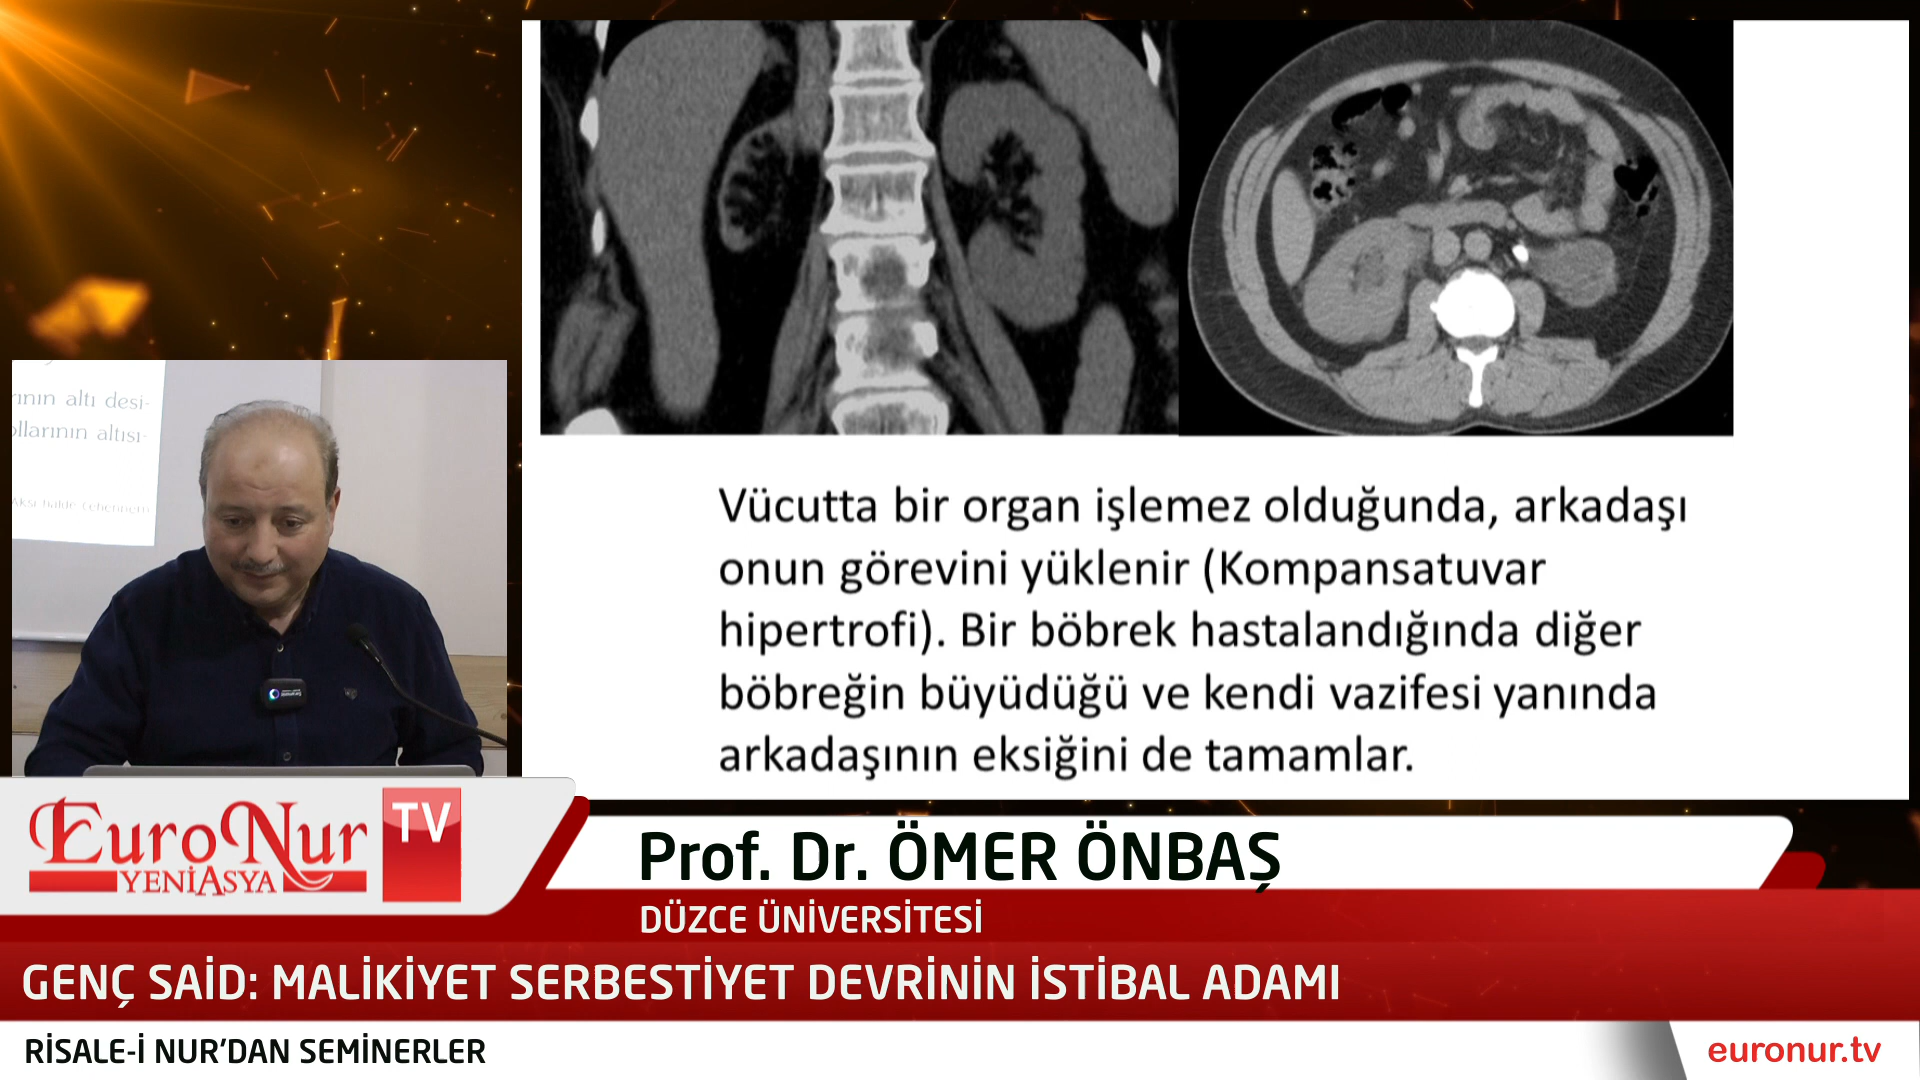 Vücutta bir organ işlemez olduğunda, arkadaşı
onun görevini yüklenir (Kompansatuvar
hipertrofi). Bir böbrek hastalandığında diğer
böbreğin büyüdüğü ve kendi vazifesi yanında
arkadaşının eksiğini de tamamlar.
altı desi-
Aksi halde
EuroNur TV
YENİASYA
Prof. Dr. ÖMER ÖNBAŞ
DÜZCE ÜNİVERSİTESİ
GENÇ SAİD: MALİKİYET SERBESTİYET DEVRİNİN İSTİBAL ADAMI
RİSALE-İ NUR'DAN SEMİNERLER
euronur.tv